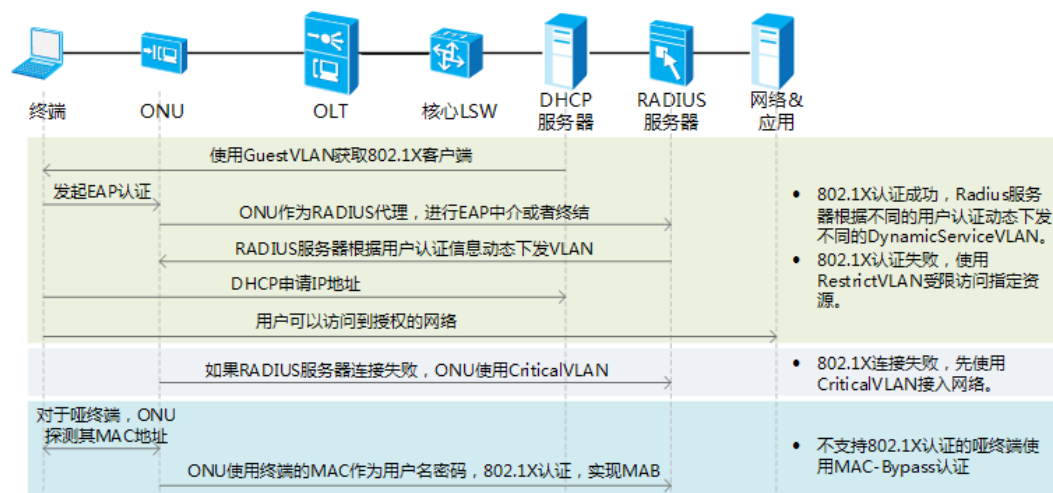 终端
ONU
OLT
核心LSW
DHCP
服务器
RADIUS
服务器
网络&
应用
使用GuestVLAN获取802.1X客户端
发起EAP认证
ONU作为RADIUS代理，进行EAP中介或者终结
RADIUS服务器根据用户认证信息动态下发VLAN
DHCP申请IP地址
用户可以访问到授权的网络
• 802.1X认证成功，Radius服务
器根据不同的用户认证动态下发
不同的DynamicServiceVLAN。
• 802.1X认证失败，使用
RestrictVLAN受限访问指定资
源。
如果RADIUS服务器连接失败，ONU使用CriticalVLAN
• 802.1X连接失败，先使用
CriticalVLAN接入网络。
对于哑终端，ONU
探测其MAC地址
ONU使用终端的MAC作为用户名密码，802.1X认证，实现MAB
• 不支持802.1X认证的哑终端使
用MAC-Bypass认证